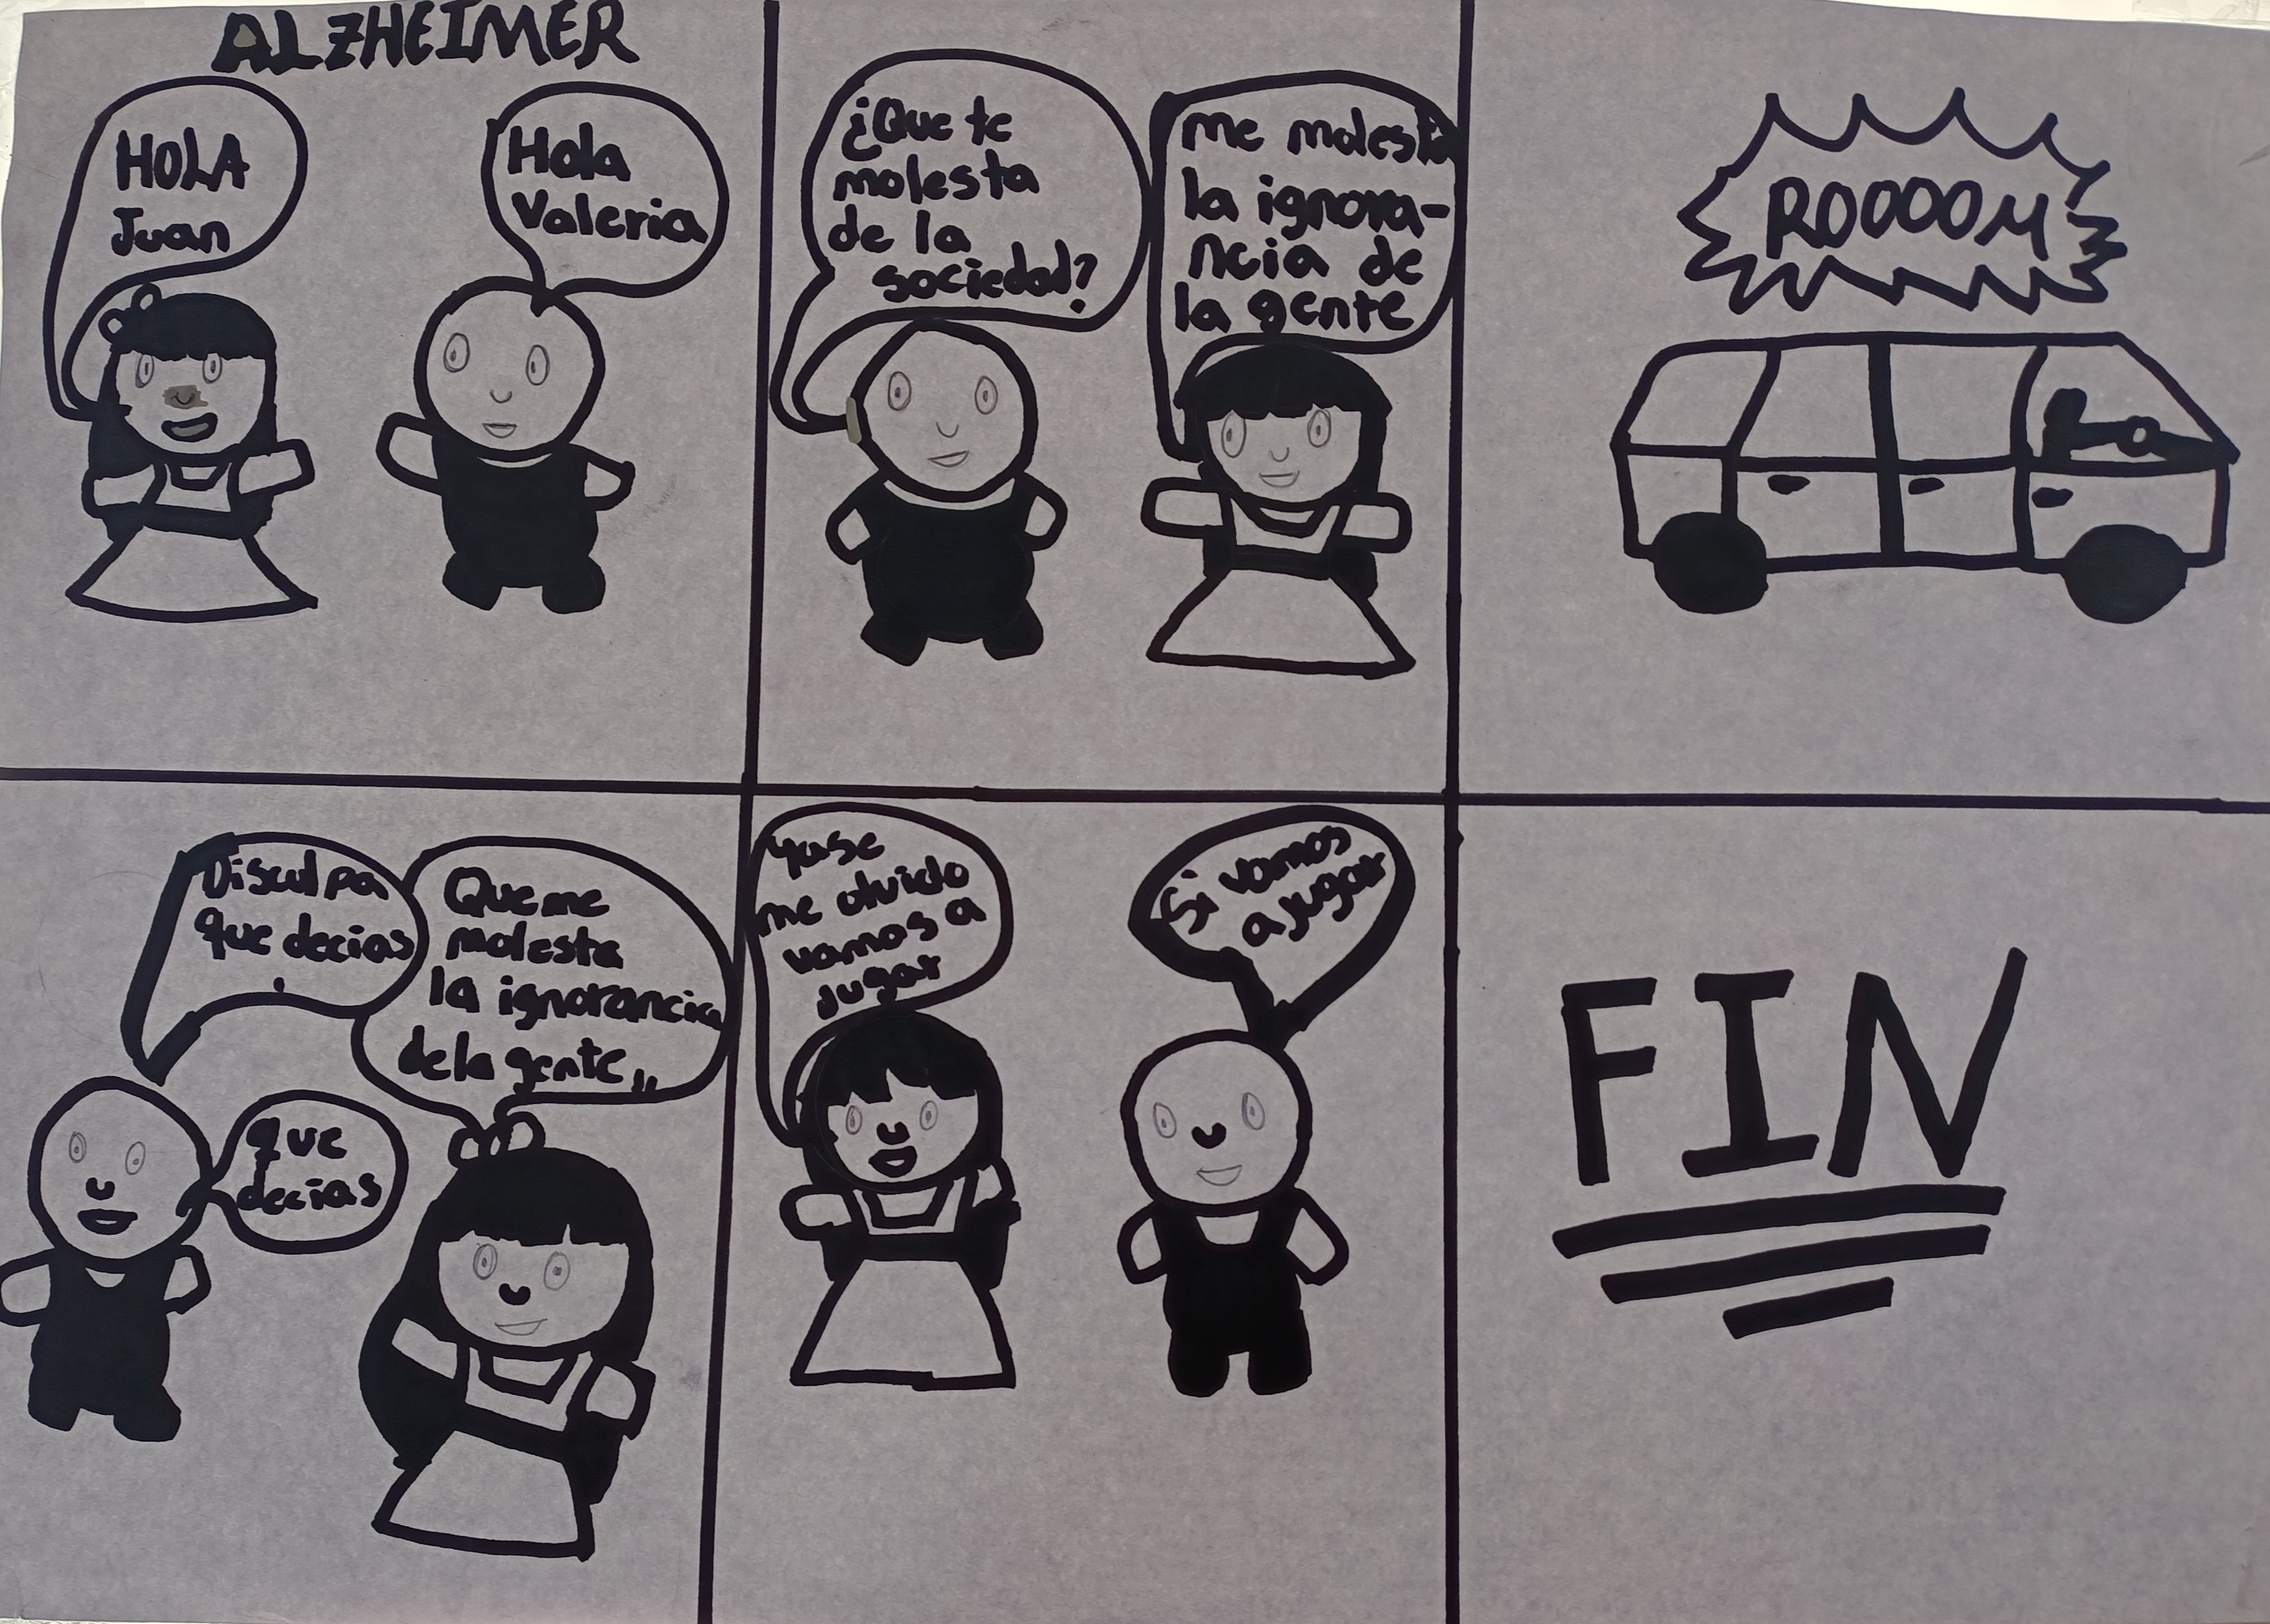 ALZHEIMER
HOLA
Juan
Hola
Valeria
¿Que te
molesta
de la
sociedad?
me molesta
la ignora-
ncia de
la gente
ROOOOM
Disculpa
que decias
Que me
molesta
la ignorancia
de la gente,,
que
decias
Yase
me olvido
vamos a
Jugar
Si vamos
a jugar
FIN